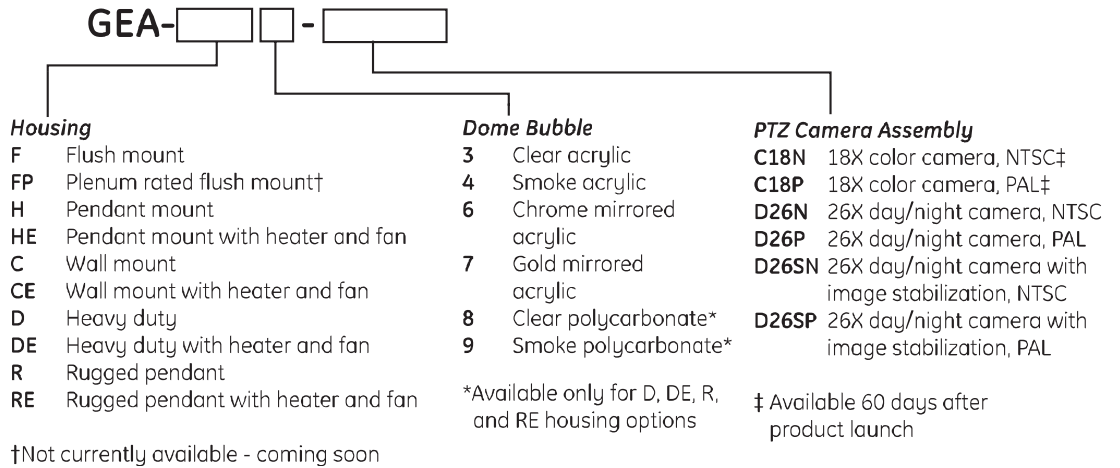 GEA- -
Housing
F Flush mount
FP Plenum rated flush mount†
H Pendant mount
HE Pendant mount with heater and fan
C Wall mount
CE Wall mount with heater and fan
D Heavy duty
DE Heavy duty with heater and fan
R Rugged pendant
RE Rugged pendant with heater and fan
†Not currently available - coming soon
Dome Bubble
3 Clear acrylic
4 Smoke acrylic
6 Chrome mirrored
acrylic
7 Gold mirrored
acrylic
8 Clear polycarbonate*
9 Smoke polycarbonate*
*Available only for D, DE, R,
and RE housing options
PTZ Camera Assembly
C18N 18X color camera, NTSC‡
C18P 18X color camera, PAL‡
D26N 26X day/night camera, NTSC
D26P 26X day/night camera, PAL
D26SN 26X day/night camera with
image stabilization, NTSC
D26SP 26X day/night camera with
image stabilization, PAL
‡ Available 60 days after
product launch